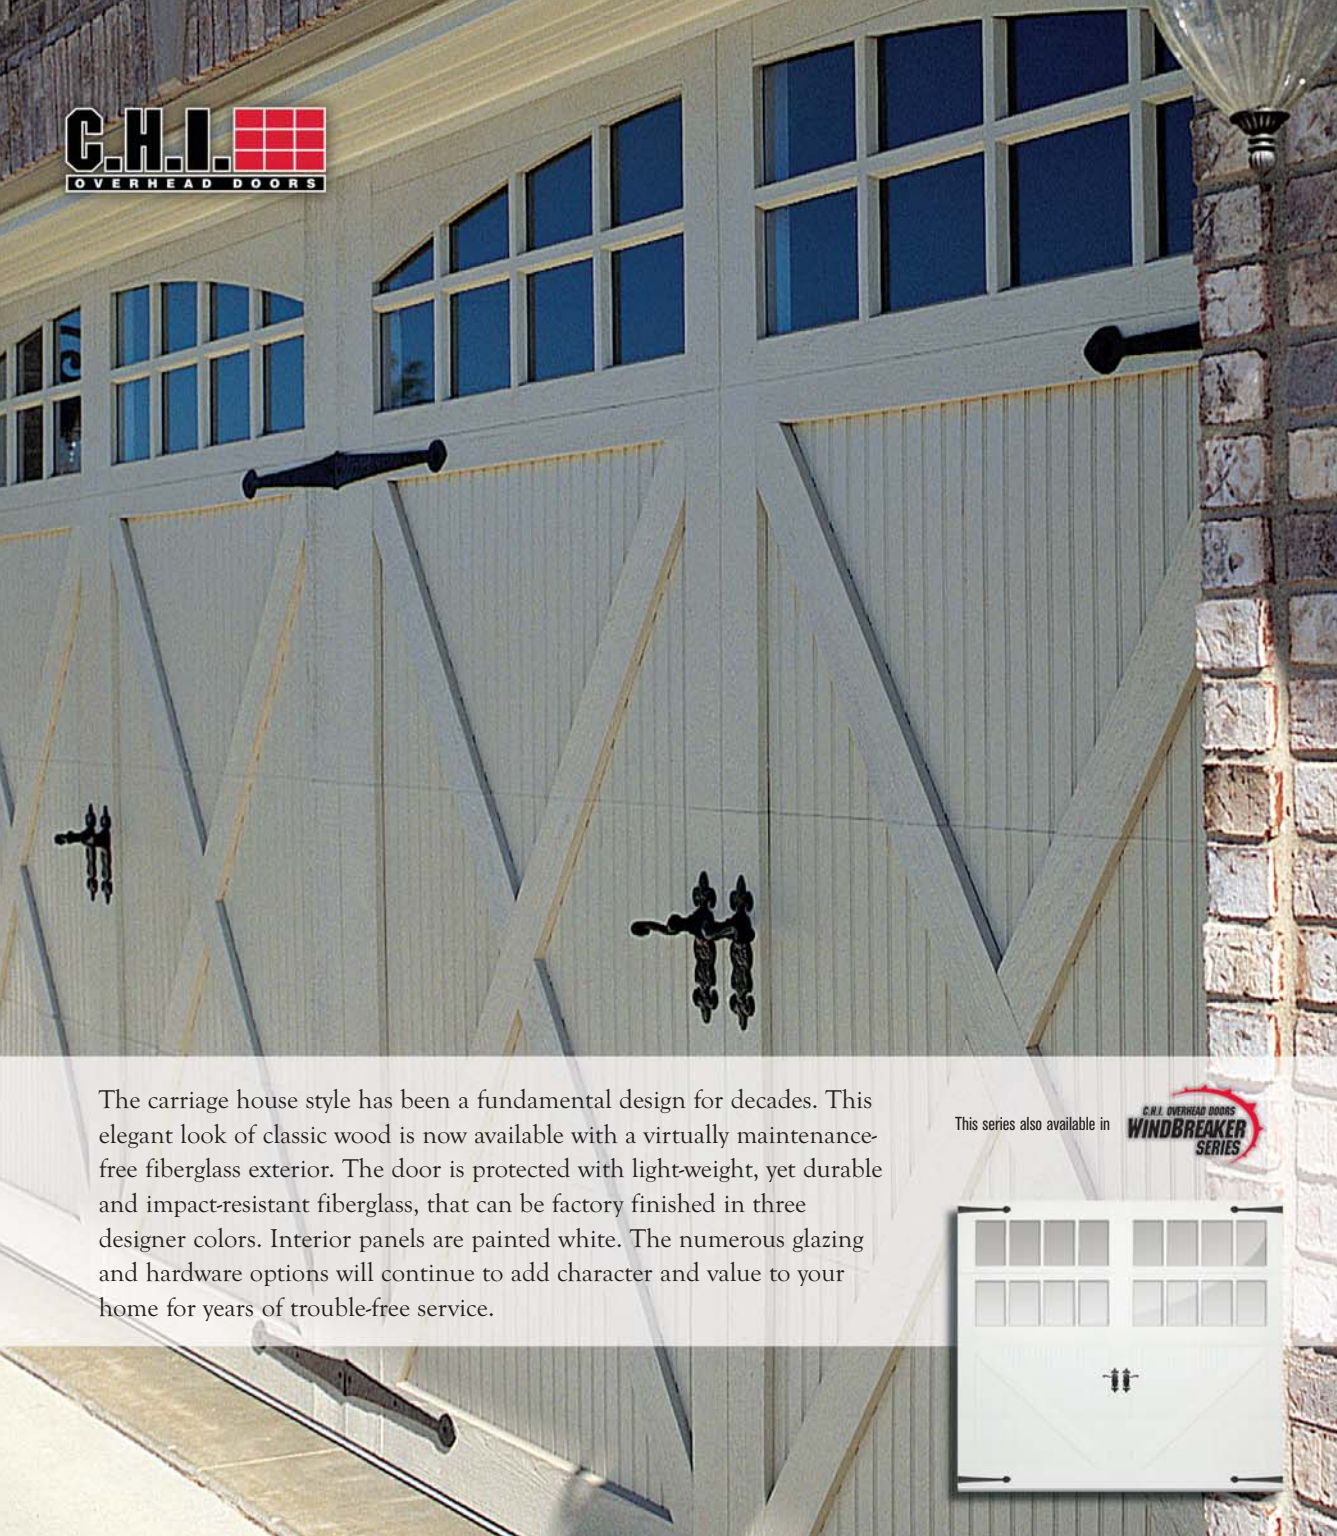 C.H.I.
OVERHEAD DOORS
The carriage house style has been a fundamental design for decades. This
elegant look of classic wood is now available with a virtually maintenance-
free fiberglass exterior. The door is protected with light-weight, yet durable
and impact-resistant fiberglass, that can be factory finished in three
designer colors. Interior panels are painted white. The numerous glazing
and hardware options will continue to add character and value to your
home for years of trouble-free service.
This series also available in
C.H.I. OVERHEAD DOORS
WINDBREAKER
SERIES